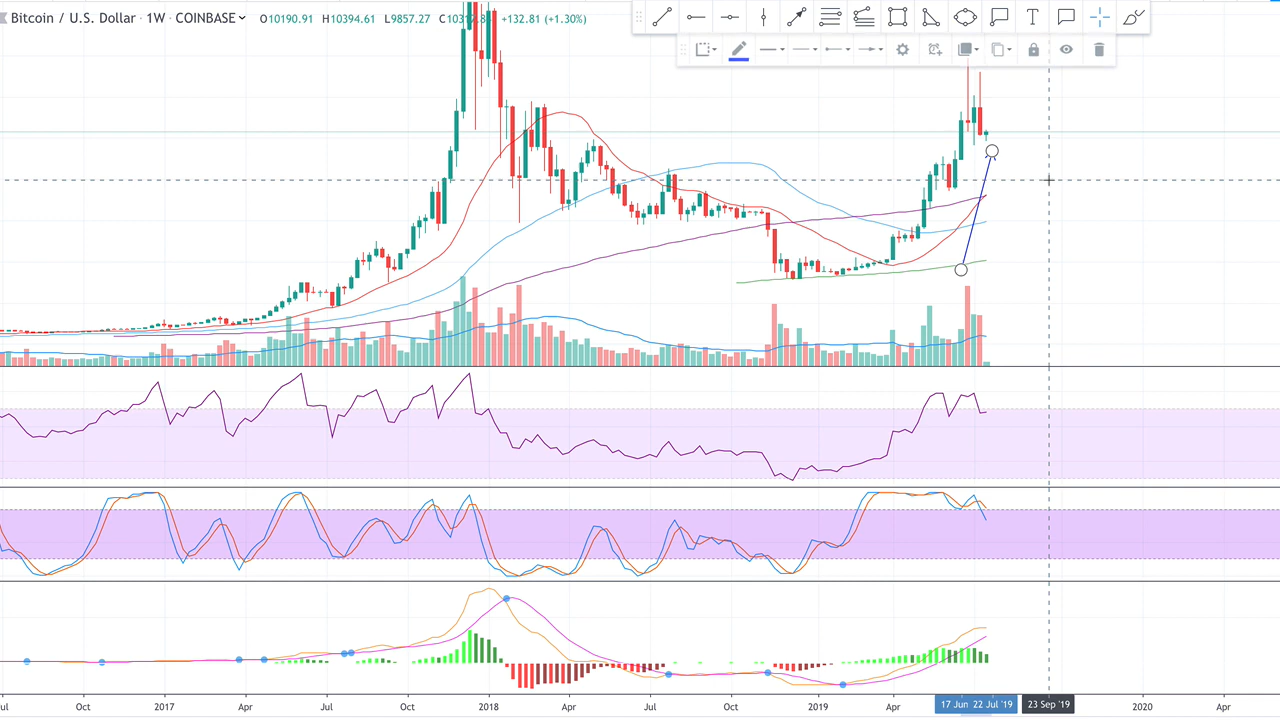 Bitcoin / U.S. Dollar · 1W · COINBASE O10190.91 H10394.61 L9857.27 +132.81 (+1.30%)
T
Oct 2017 Apr Jul Oct 2018 Apr Jul Oct 2019 Apr 17 Jun 22 Jul '19 23 Sep '19 2020 Apr